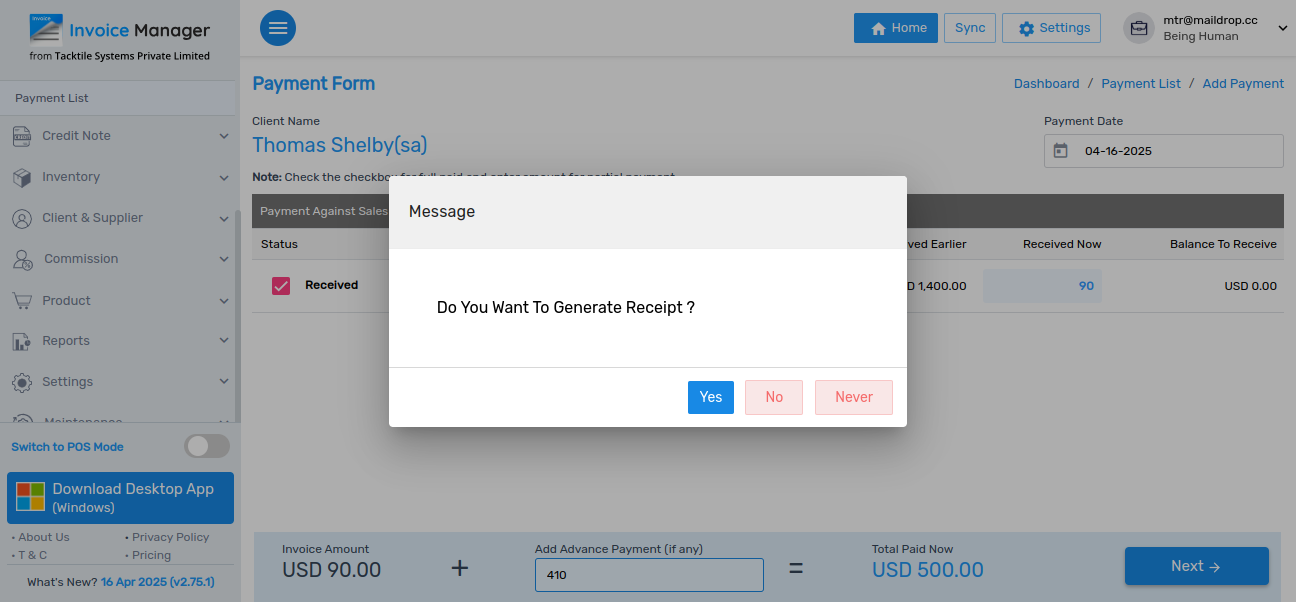 Invoice
Invoice Manager
from Tacktile Systems Private Limited
Home
Sync
Settings
mtr@maildrop.cc
Being Human
Payment List
Credit Note
Inventory
Client & Supplier
Commission
Product
Reports
Settings
Switch to POS Mode
Download Desktop App
(Windows)
• About Us
• Privacy Policy
• T & C
• Pricing
What's New? 16 Apr 2025 (v2.75.1)
Payment Form
Dashboard / Payment List / Add Payment
Client Name
Thomas Shelby(sa)
Payment Date
04-16-2025
Note: Check the checkbox for full paid and enter amount for partial payment
Payment Against Sales
Status
ved Earlier
Received Now
Balance To Receive
Received
D 1,400.00
90
USD 0.00
Message
Do You Want To Generate Receipt ?
Yes
No
Never
Invoice Amount
USD 90.00
+
Add Advance Payment (if any)
410
=
Total Paid Now
USD 500.00
Next →